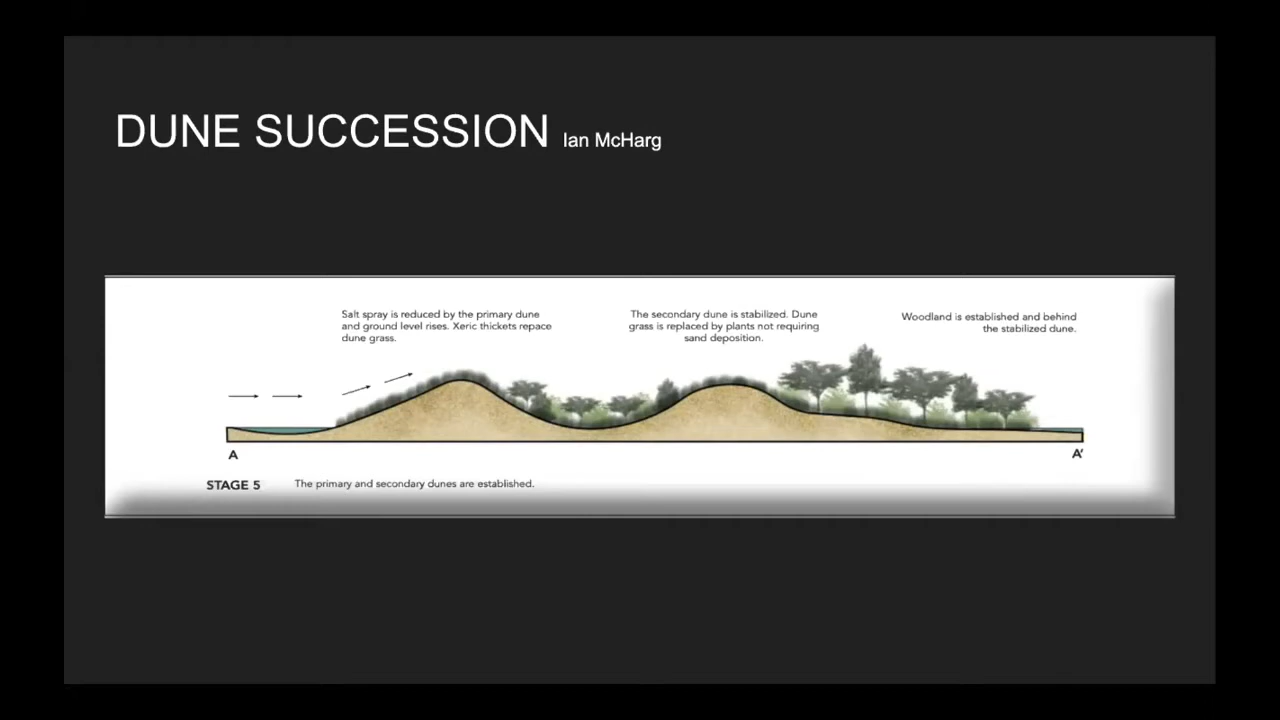 DUNE SUCCESSION Ian McHarg
Salt spray is reduced by the primary dune
and ground level rises. Xeric thickets repace
dune grass.
The secondary dune is stabilized. Dune
grass is replaced by plants not requiring
sand deposition.
Woodland is established and behind
the stabilized dune.
A
A'
STAGE 5 The primary and secondary dunes are established.